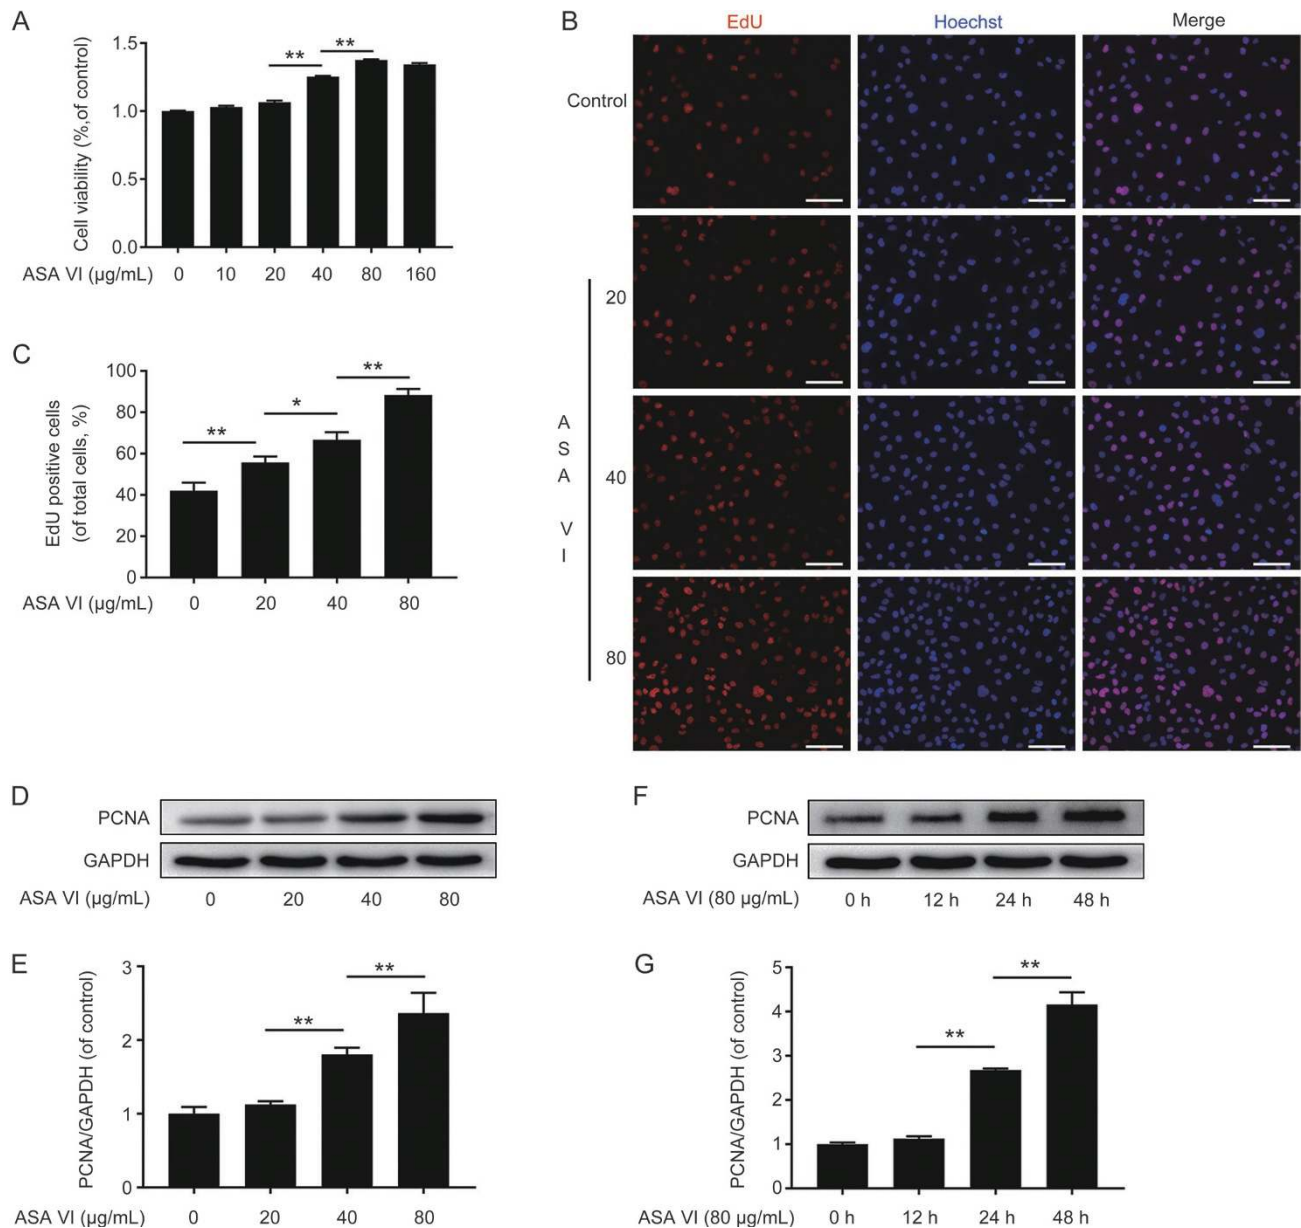 A
Cell viability (%,of control)
1.5
1.0
0.5
0.0
** **
ASA VI (μg/mL) 0 10 20 40 80 160
B
EdU Hoechst Merge
Control
20
40
80
ASA VI
C
EdU positive cells
(of total cells, %)
100
80
60
40
20
0
** * **
ASA VI (μg/mL) 0 20 40 80
D
PCNA
GAPDH
ASA VI (μg/mL) 0 20 40 80
F
PCNA
GAPDH
ASA VI (80 μg/mL) 0 h 12 h 24 h 48 h
E
PCNA/GAPDH (of control)
3
2
1
0
** **
ASA VI (μg/mL) 0 20 40 80
G
PCNA/GAPDH (of control)
5
4
3
2
1
0
** **
ASA VI (80 μg/mL) 0 h 12 h 24 h 48 h